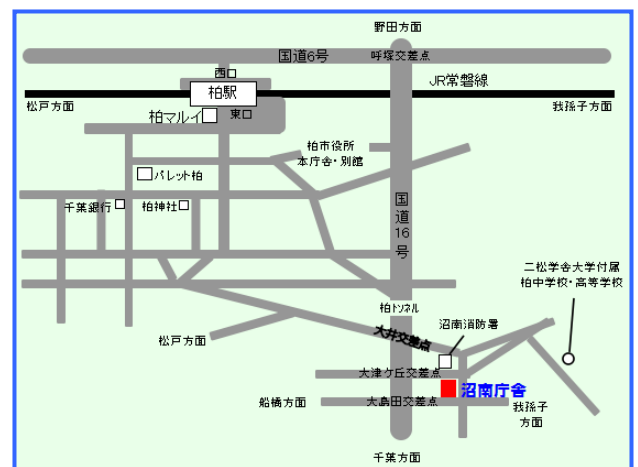 野田方面
国道6号
呼塚交差点
西口
JR常磐線
柏駅
松戸方面
我孫子方面
柏マルイ
東口
柏市役所
本庁舎・別館
パレット柏
千葉銀行
柏神社
国道16号
二松学舎大学付属
柏中学校・高等学校
柏トンネル
沼南消防署
大井交差点
松戸方面
大津ケ丘交差点
沼南庁舎
船橋方面
大島田交差点
我孫子
方面
千葉方面